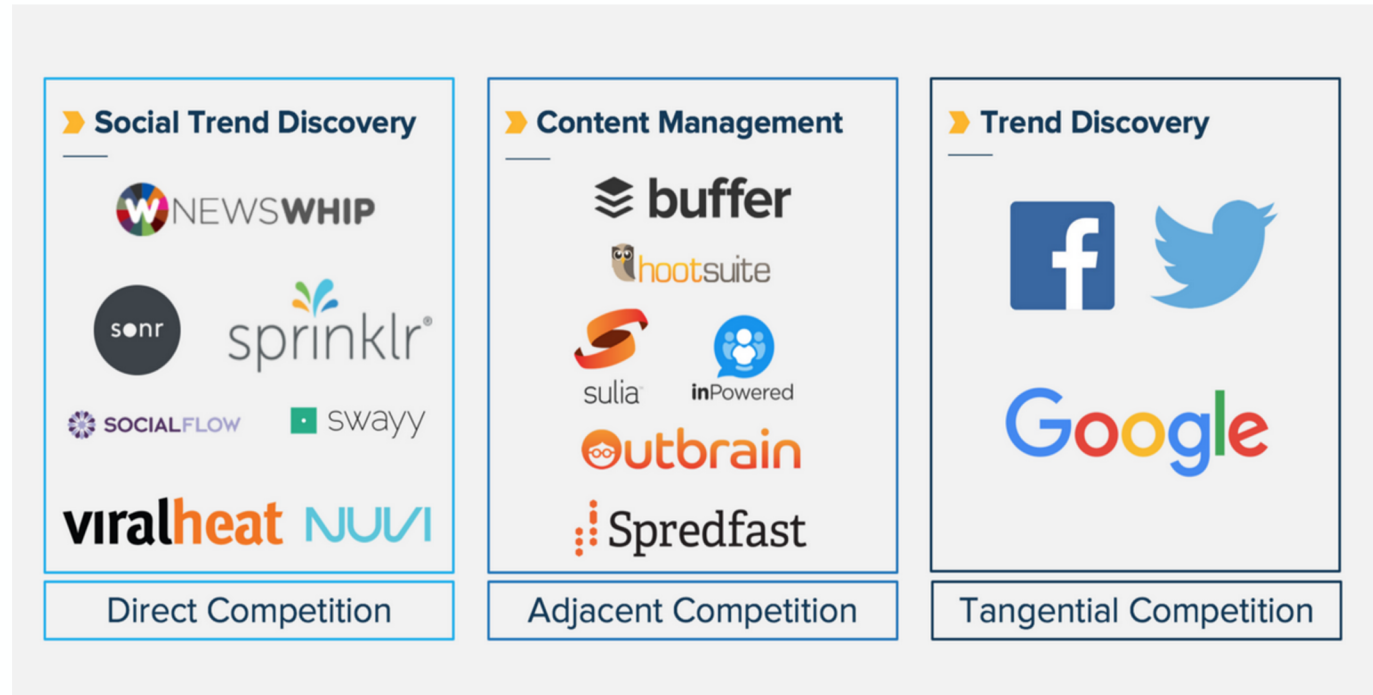 Social Trend Discovery
NEWSWHIP
sonr
sprinklr®
SOCIALFLOW
swayy
viralheat
NUVI
Direct Competition
Content Management
buffer
hootsuite
sulia
inPowered
Outbrain
Spredfast
Adjacent Competition
Trend Discovery
f
Google
Tangential Competition